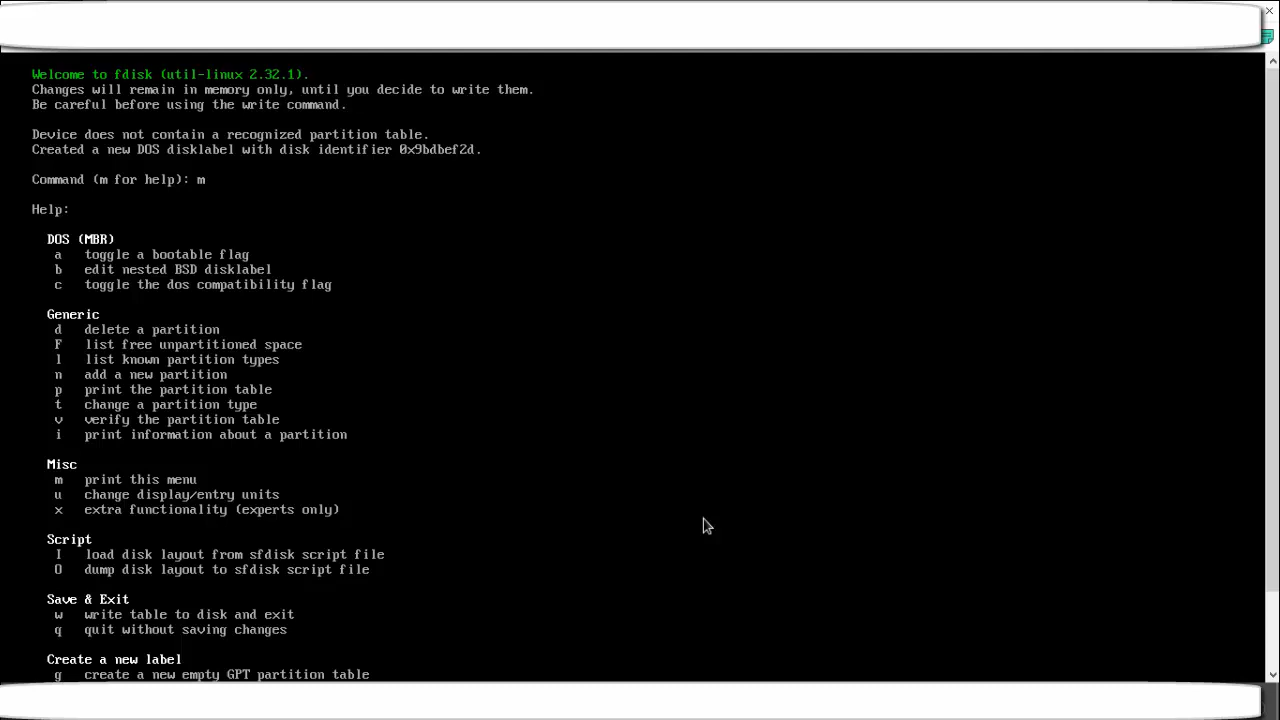 Welcome to fdisk (util-linux 2.32.1).
Changes will remain in memory only, until you decide to write them.
Be careful before using the write command.
Device does not contain a recognized partition table.
Created a new DOS disklabel with disk identifier 0x9bdbef2d.
Command (m for help): m
Help:
DOS (MBR)
a toggle a bootable flag
b edit nested BSD disklabel
c toggle the dos compatibility flag
Generic
d delete a partition
F list free unpartitioned space
l list known partition types
n add a new partition
p print the partition table
t change a partition type
v verify the partition table
i print information about a partition
Misc
m print this menu
u change display/entry units
x extra functionality (experts only)
Script
I load disk layout from sfdisk script file
O dump disk layout to sfdisk script file
Save & Exit
w write table to disk and exit
q quit without saving changes
Create a new label
g create a new empty GPT partition table